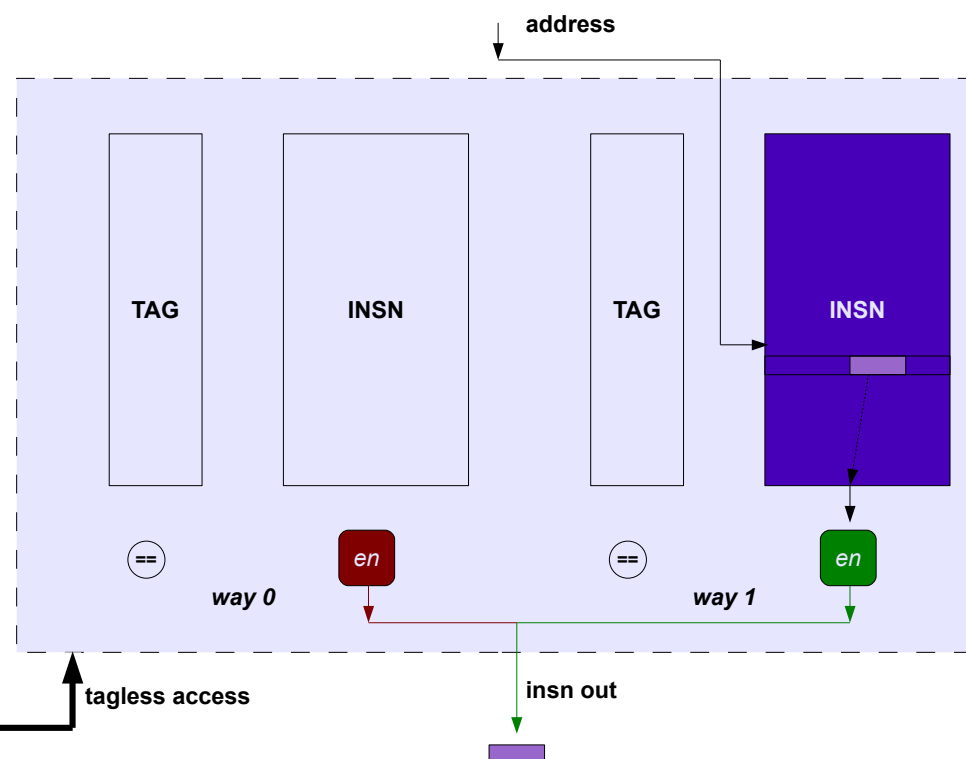 address
TAG
INSN
TAG
INSN
==
en
==
en
way 0
way 1
tagless access
insn out